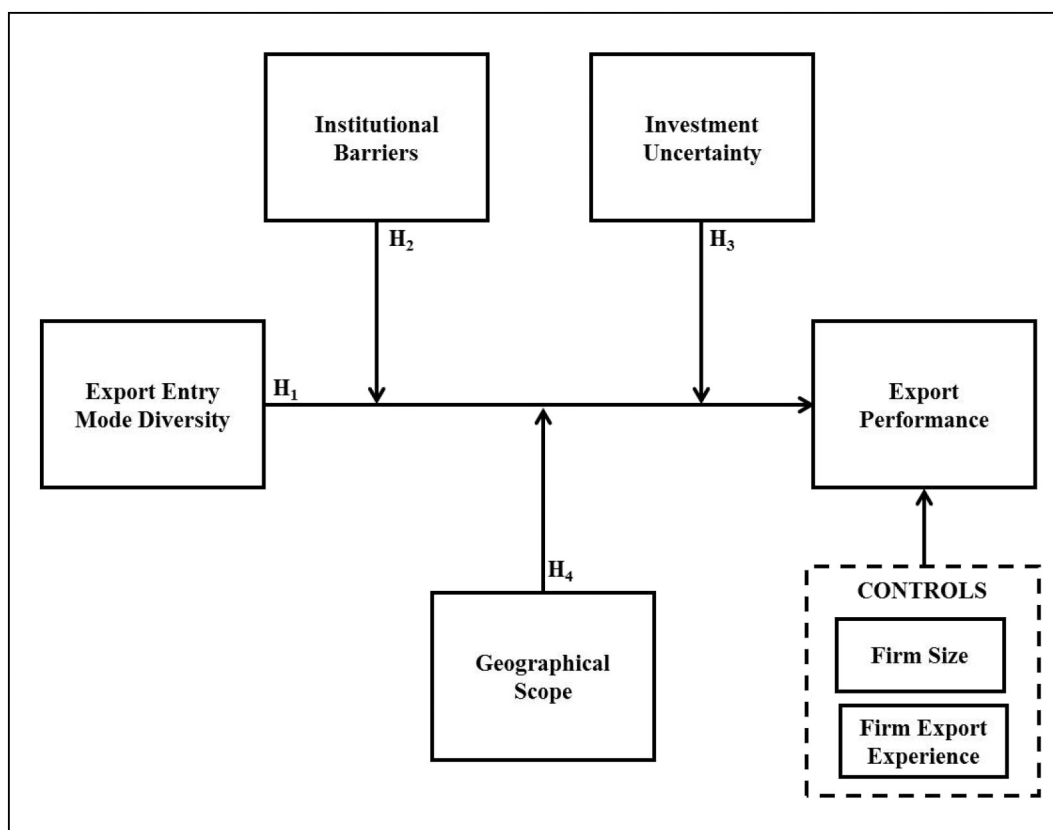 Institutional
Barriers
Investment
Uncertainty
H₂
H₃
Export Entry
Mode Diversity
H₁
Export
Performance
H₄
Geographical
Scope
CONTROLS
Firm Size
Firm Export
Experience